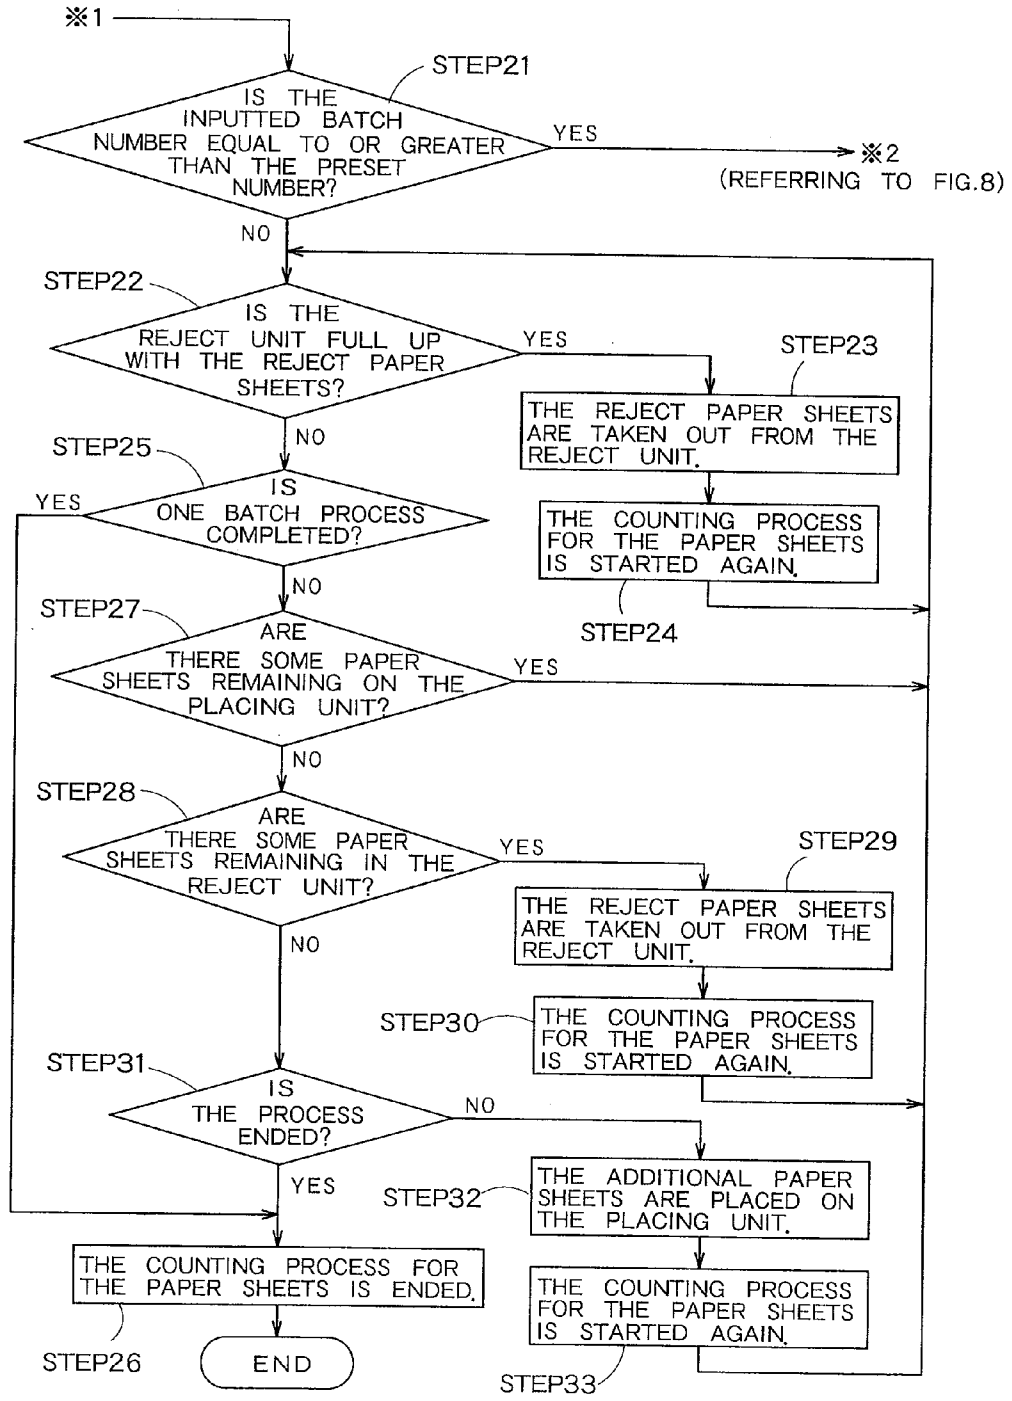 ※1
STEP21
IS THE
INPUTTED BATCH
NUMBER EQUAL TO OR GREATER
THAN THE PRESET
NUMBER?
YES
※2
(REFERRING TO FIG.8)
NO
STEP22
IS THE
REJECT UNIT FULL UP
WITH THE REJECT PAPER
SHEETS?
YES
STEP23
THE REJECT PAPER SHEETS
ARE TAKEN OUT FROM THE
REJECT UNIT.
NO
STEP25
IS
ONE BATCH PROCESS
COMPLETED?
YES
THE COUNTING PROCESS
FOR THE PAPER SHEETS
IS STARTED AGAIN.
STEP24
NO
STEP27
ARE
THERE SOME PAPER
SHEETS REMAINING ON THE
PLACING UNIT?
YES
NO
STEP28
ARE
THERE SOME PAPER
SHEETS REMAINING IN THE
REJECT UNIT?
YES
STEP29
THE REJECT PAPER SHEETS
ARE TAKEN OUT FROM THE
REJECT UNIT.
NO
STEP30
THE COUNTING PROCESS
FOR THE PAPER SHEETS
IS STARTED AGAIN.
STEP31
IS
THE PROCESS
ENDED?
NO
YES
STEP32
THE ADDITIONAL PAPER
SHEETS ARE PLACED ON
THE PLACING UNIT.
THE COUNTING PROCESS FOR
THE PAPER SHEETS IS ENDED.
STEP26
THE COUNTING PROCESS
FOR THE PAPER SHEETS
IS STARTED AGAIN.
STEP33
END